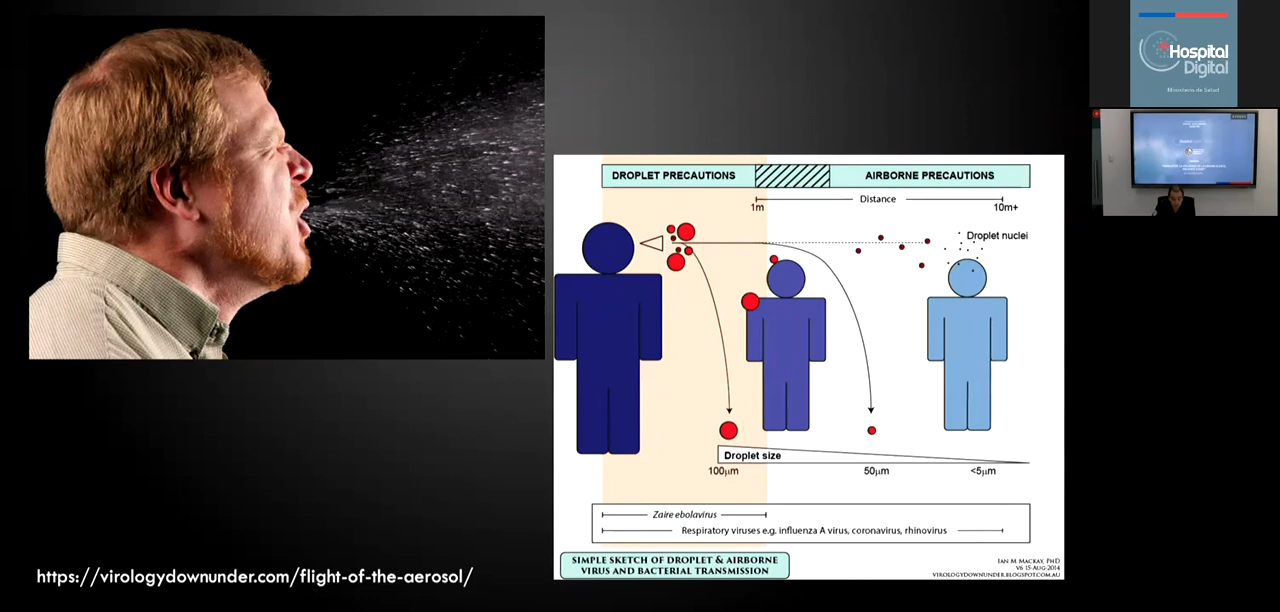 DROPLET PRECAUTIONS
AIRBORNE PRECAUTIONS
1m
Distance
10m+
Droplet nuclei
Droplet size
100µm
50µm
<5µm
Zaire ebolavirus
Respiratory viruses e.g. influenza A virus, coronavirus, rhinovirus
SIMPLE SKETCH OF DROPLET & AIRBORNE
VIRUS AND BACTERIAL TRANSMISSION
IAN M MACKAY, PHD
V6 15-AUG-2014
VIROLOGYDOWNUNDER.BLOGSPOT.COM.AU
https://virologydownunder.com/flight-of-the-aerosol/
Hospital
Digital
Ministerio de Salud